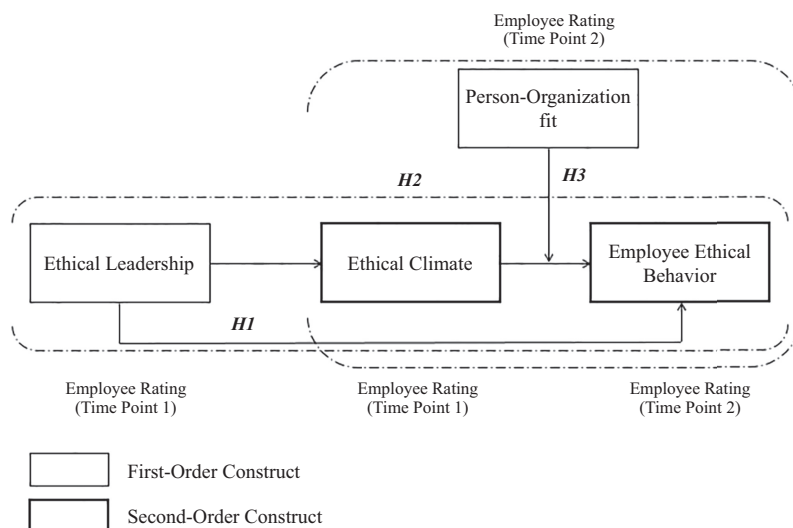 Employee Rating
(Time Point 2)
Person-Organization
fit
H2
H3
Ethical Leadership
Ethical Climate
Employee Ethical
Behavior
H1
Employee Rating
(Time Point 1)
Employee Rating
(Time Point 1)
Employee Rating
(Time Point 2)
First-Order Construct
Second-Order Construct